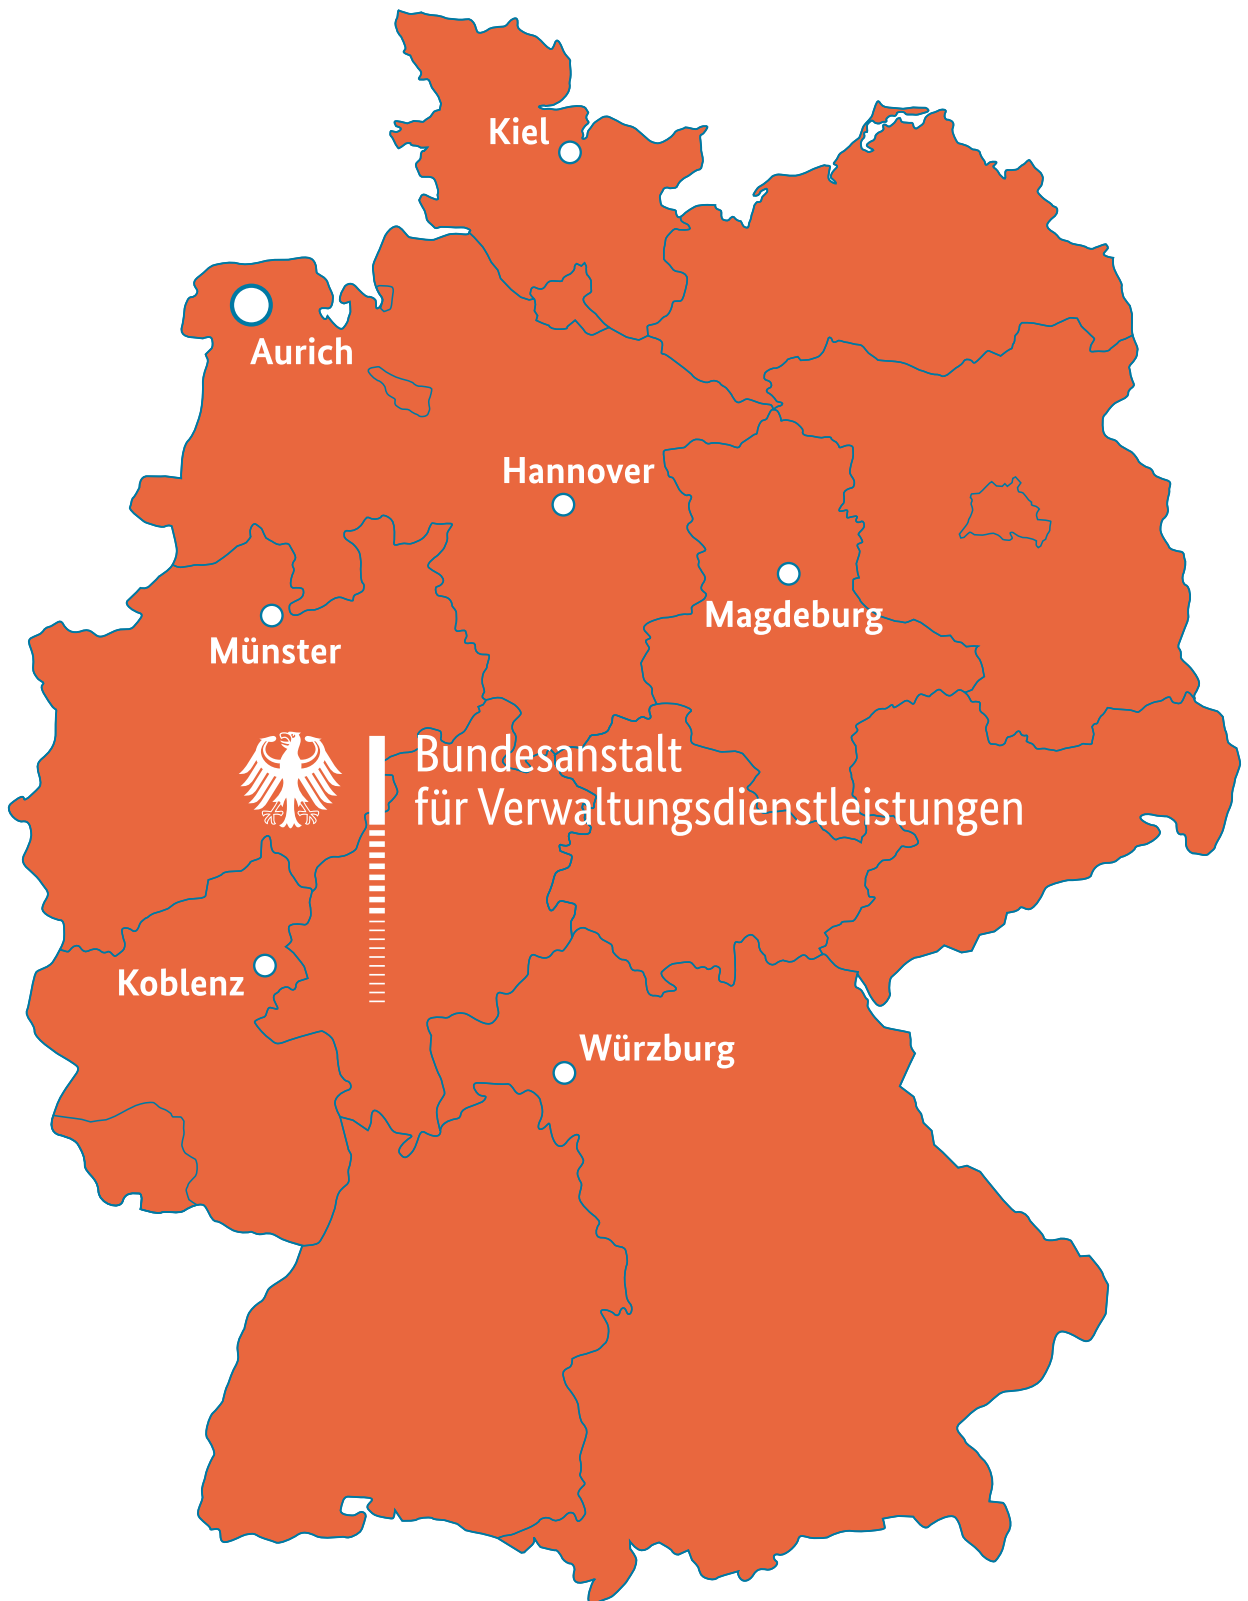 Kiel
Aurich
Hannover
Magdeburg
Münster
Bundesanstalt
für Verwaltungsdienstleistungen
Koblenz
Würzburg